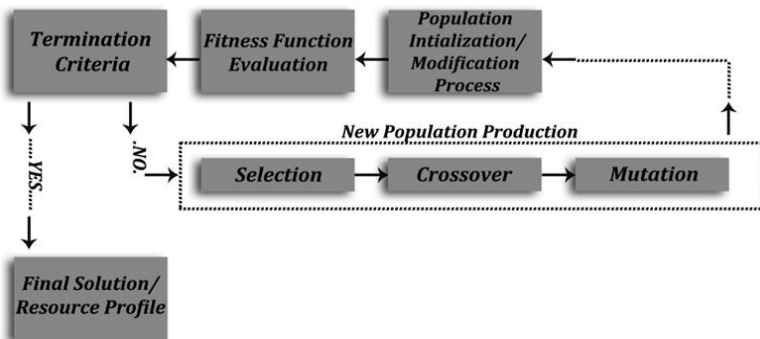 Termination
Criteria
Fitness Function
Evaluation
Population
Intialization/
Modification
Process
.......YES......
.NO.
New Population Production
Selection
Crossover
Mutation
Final Solution/
Resource Profile